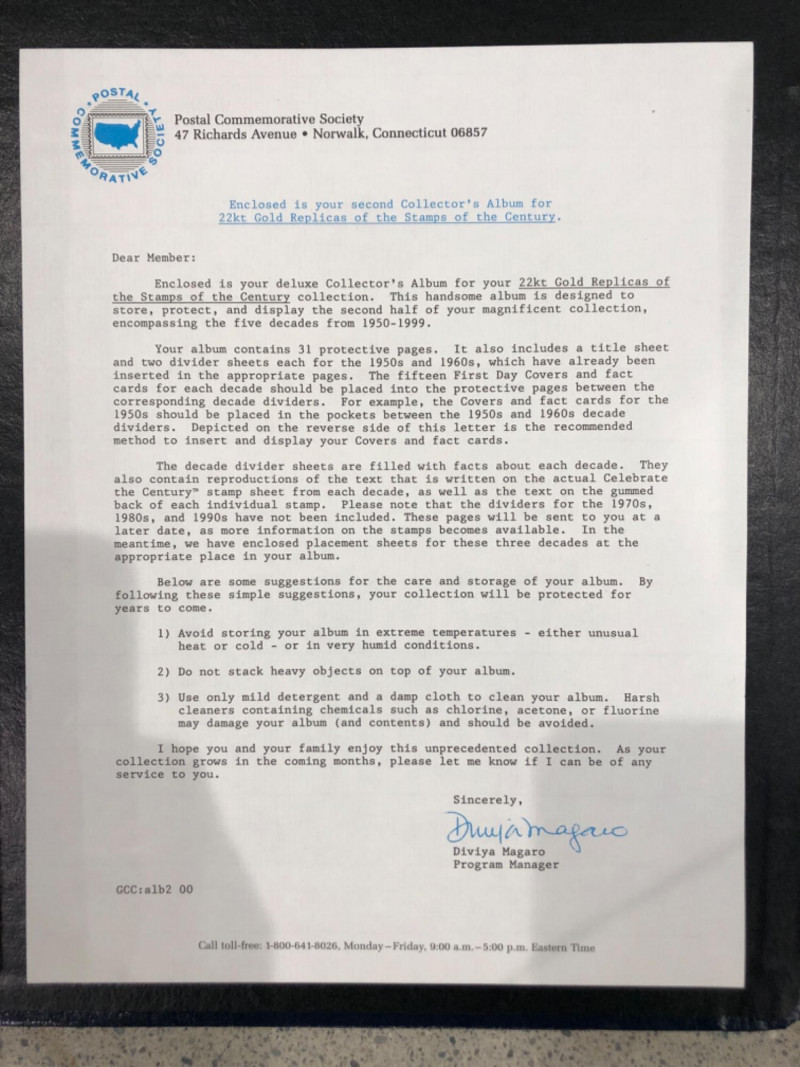 POSTAL COMMEMORATIVE SOCIETY
Postal Commemorative Society
47 Richards Avenue • Norwalk, Connecticut 06857
Enclosed is your second Collector's Album for
22kt Gold Replicas of the Stamps of the Century.
Dear Member:
Enclosed is your deluxe Collector's Album for your 22kt Gold Replicas of
the Stamps of the Century collection. This handsome album is designed to
store, protect, and display the second half of your magnificent collection,
encompassing the five decades from 1950-1999.
Your album contains 31 protective pages. It also includes a title sheet
and two divider sheets each for the 1950s and 1960s, which have already been
inserted in the appropriate pages. The fifteen First Day Covers and fact
cards for each decade should be placed into the protective pages between the
corresponding decade dividers. For example, the Covers and fact cards for the
1950s should be placed in the pockets between the 1950s and 1960s decade
dividers. Depicted on the reverse side of this letter is the recommended
method to insert and display your Covers and fact cards.
The decade divider sheets are filled with facts about each decade. They
also contain reproductions of the text that is written on the actual Celebrate
the Century™ stamp sheet from each decade, as well as the text on the gummed
back of each individual stamp. Please note that the dividers for the 1970s,
1980s, and 1990s have not been included. These pages will be sent to you at a
later date, as more information on the stamps becomes available. In the
meantime, we have enclosed placement sheets for these three decades at the
appropriate place in your album.
Below are some suggestions for the care and storage of your album. By
following these simple suggestions, your collection will be protected for
years to come.
1) Avoid storing your album in extreme temperatures - either unusual
heat or cold - or in very humid conditions.
2) Do not stack heavy objects on top of your album.
3) Use only mild detergent and a damp cloth to clean your album. Harsh
cleaners containing chemicals such as chlorine, acetone, or fluorine
may damage your album (and contents) and should be avoided.
I hope you and your family enjoy this unprecedented collection. As your
collection grows in the coming months, please let me know if I can be of any
service to you.
Sincerely,
Diviya Magaro
Diviya Magaro
Program Manager
GCC:alb2 00
Call toll-free: 1-800-641-8026, Monday–Friday, 9:00 a.m.–5:00 p.m. Eastern Time